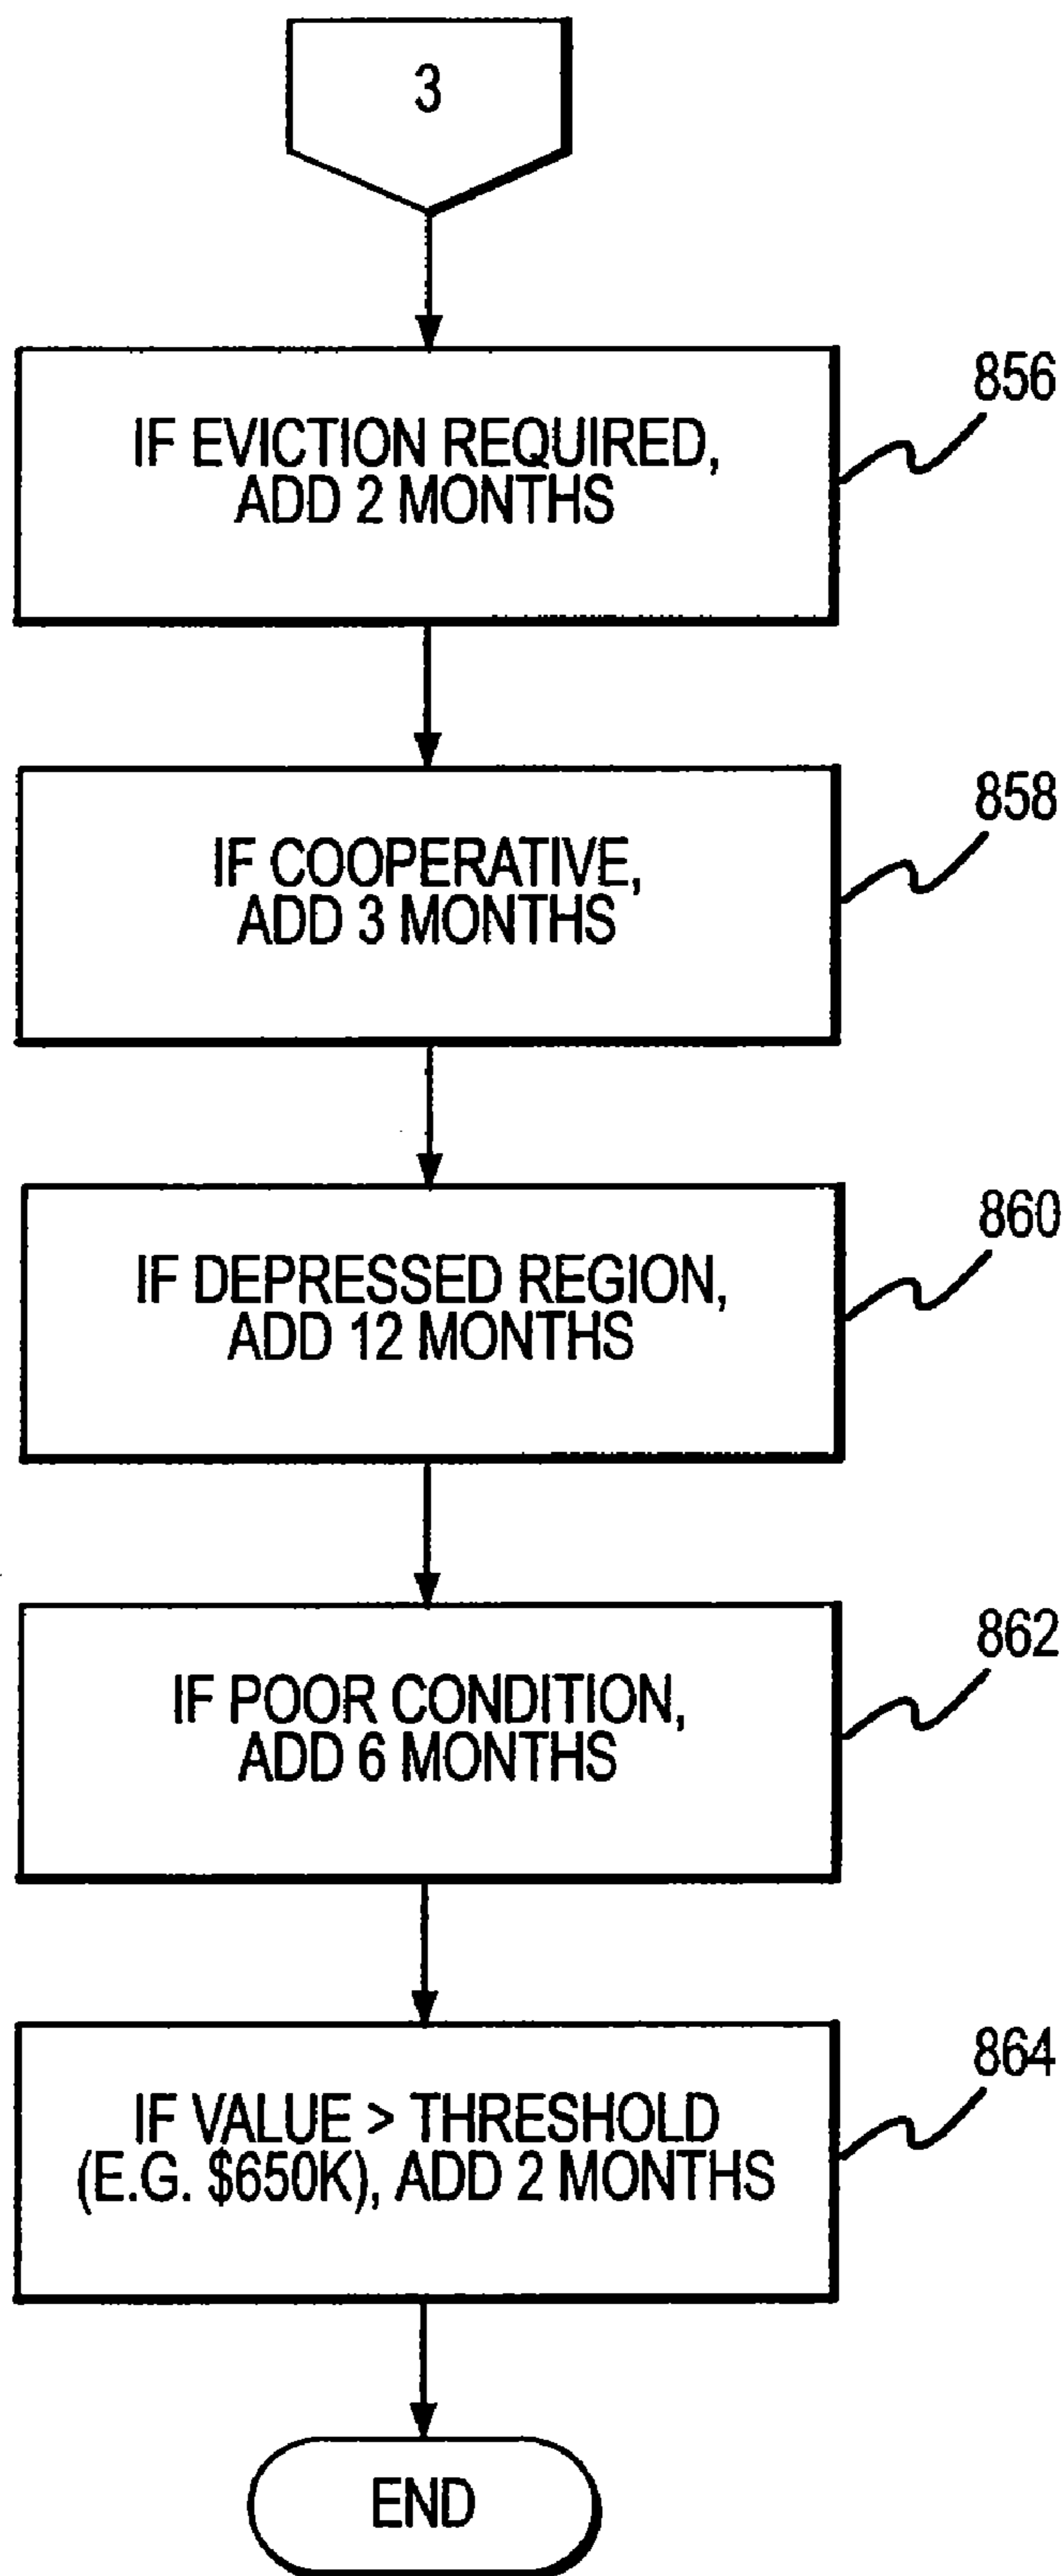 3
IF EVICTION REQUIRED,
ADD 2 MONTHS
856
IF COOPERATIVE,
ADD 3 MONTHS
858
IF DEPRESSED REGION,
ADD 12 MONTHS
860
IF POOR CONDITION,
ADD 6 MONTHS
862
IF VALUE > THRESHOLD
(E.G. $650K), ADD 2 MONTHS
864
END